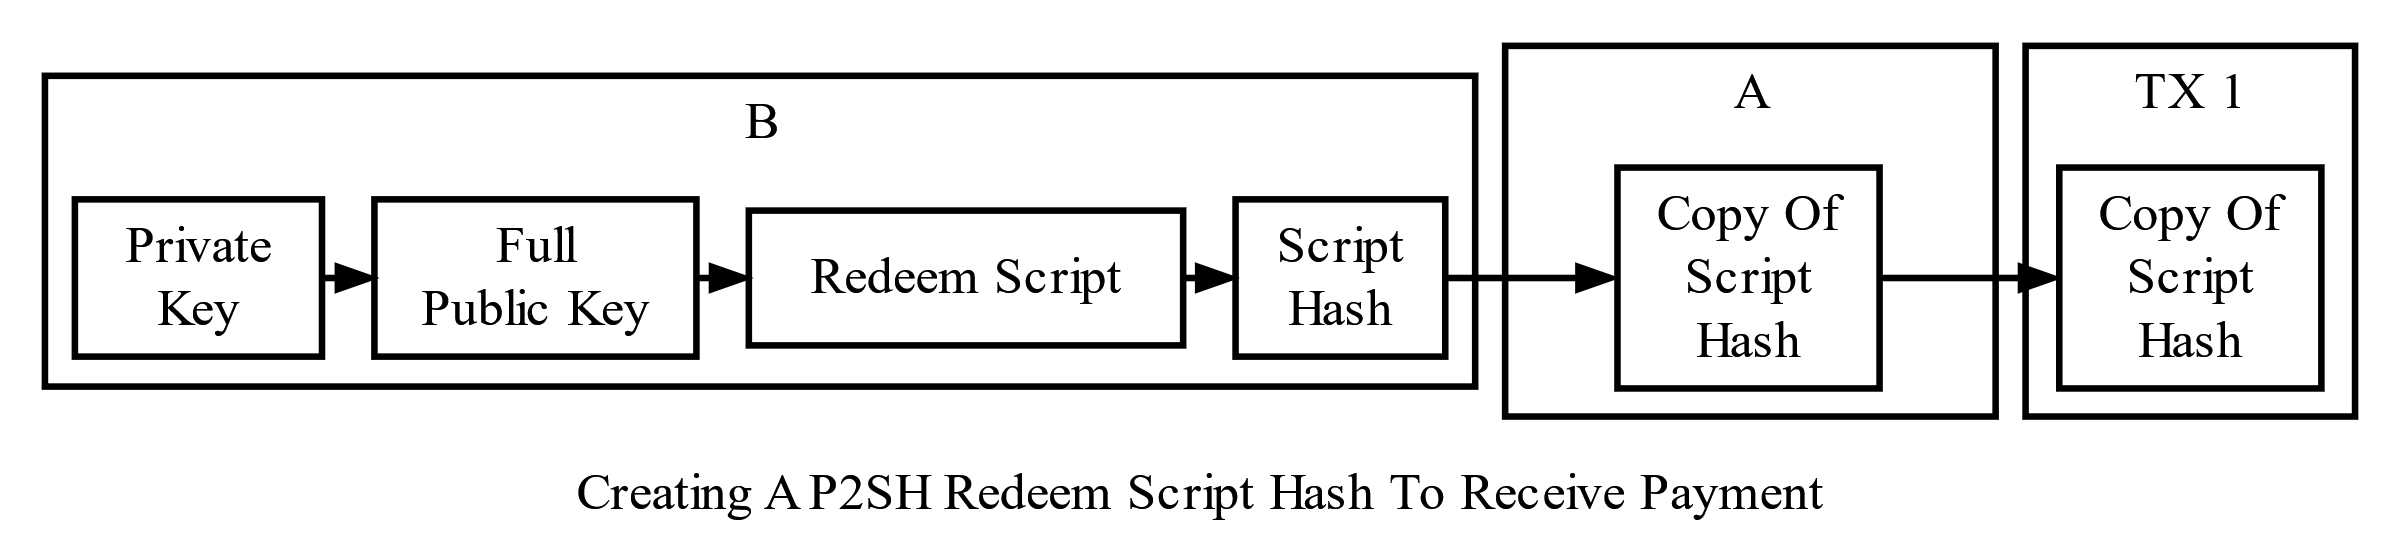 B
Private
Key
Full
Public Key
Redeem Script
Script
Hash
A
Copy Of
Script
Hash
TX 1
Copy Of
Script
Hash
Creating A P2SH Redeem Script Hash To Receive Payment